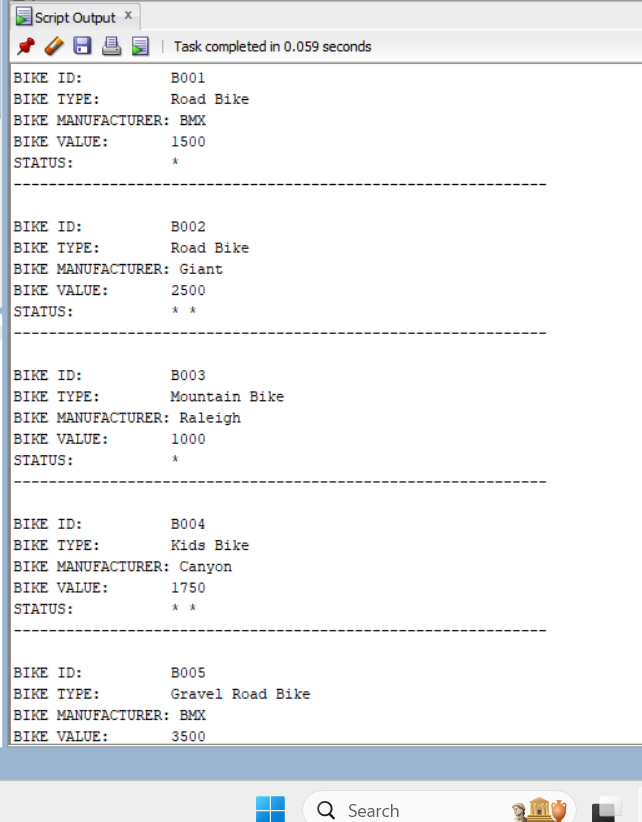 Script Output x
Task completed in 0.059 seconds
BIKE ID: B001
BIKE TYPE: Road Bike
BIKE MANUFACTURER: BMX
BIKE VALUE: 1500
STATUS: *
-------------------------------------------------------------
BIKE ID: B002
BIKE TYPE: Road Bike
BIKE MANUFACTURER: Giant
BIKE VALUE: 2500
STATUS: * *
-------------------------------------------------------------
BIKE ID: B003
BIKE TYPE: Mountain Bike
BIKE MANUFACTURER: Raleigh
BIKE VALUE: 1000
STATUS: *
-------------------------------------------------------------
BIKE ID: B004
BIKE TYPE: Kids Bike
BIKE MANUFACTURER: Canyon
BIKE VALUE: 1750
STATUS: * *
-------------------------------------------------------------
BIKE ID: B005
BIKE TYPE: Gravel Road Bike
BIKE MANUFACTURER: BMX
BIKE VALUE: 3500
Search